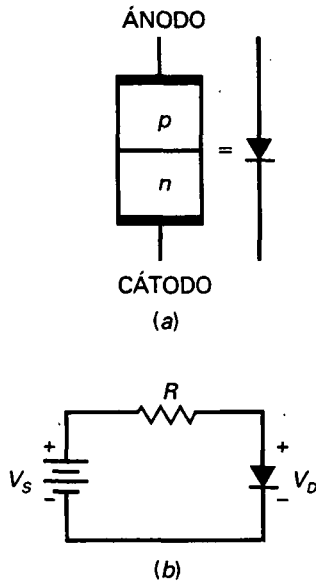 ÁNODO
p
=
n
CÁTODO
(a)
R
+ +
V_S V_D
- -
(b)